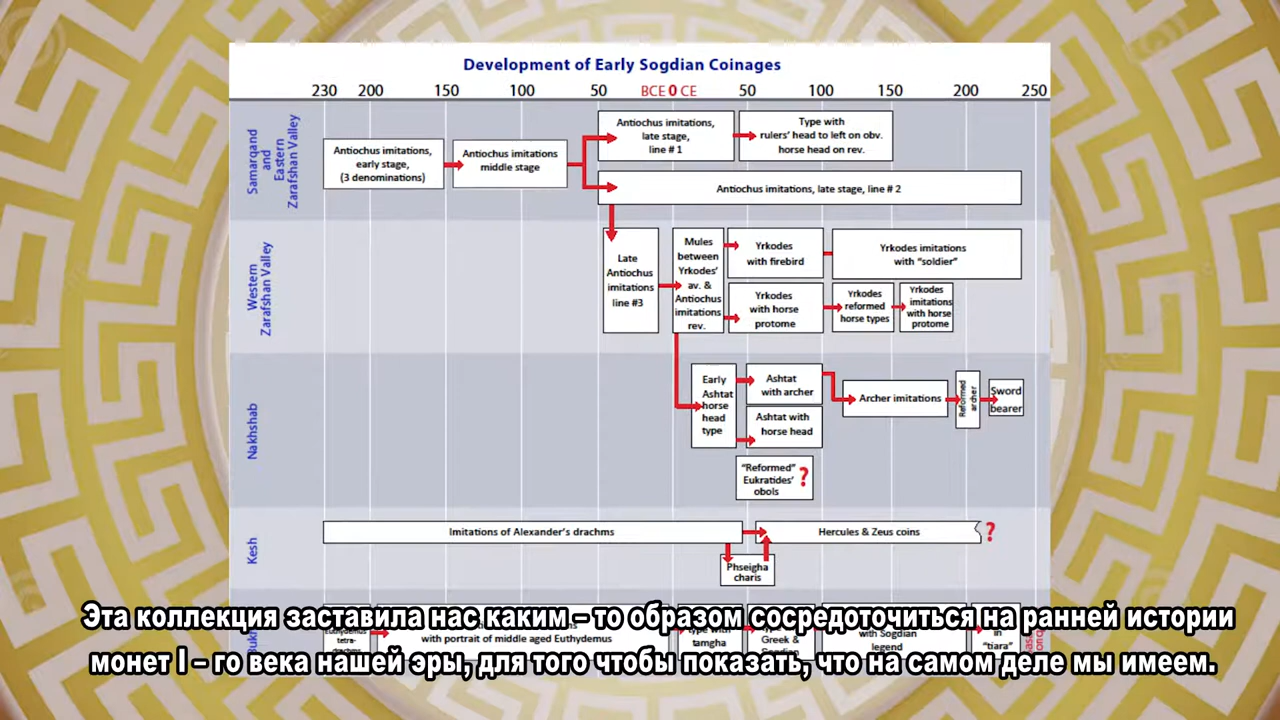 Development of Early Sogdian Coinages
230 200 150 100 50 BCE 0 CE 50 100 150 200 250
Samarqand
and
Eastern
Zarafshan Valley
Antiochus imitations,
early stage,
(3 denominations)
Antiochus imitations
middle stage
Antiochus imitations,
late stage,
line # 1
Type with
rulers' head to left on obv.
horse head on rev.
Antiochus imitations, late stage, line # 2
Western
Zarafshan Valley
Late
Antiochus
imitations
line #3
Mules
between
Yrkodes'
av. &
Antiochus
imitations
rev.
Yrkodes
with firebird
Yrkodes imitations
with "soldier"
Yrkodes
with horse
protome
Yrkodes
reformed
horse types
Yrkodes
imitations
with horse
protome
Nakhshab
Early
Ashtat
horse
head
type
Ashtat
with archer
Ashtat with
horse head
Archer imitations
Reformed
archer
Sword
bearer
"Reformed"
Eukratides'
obols
?
Kesh
Imitations of Alexander's drachms
Hercules & Zeus coins
?
Phseigha
charis
with portrait of middle aged Euthydemus
tamgha
Greek &
with Sogdian
legend
in
"tiara"
Эта коллекция заставила нас каким – то образом сосредоточиться на ранней истории
монет I – го века нашей эры, для того чтобы показать, что на самом деле мы имеем.